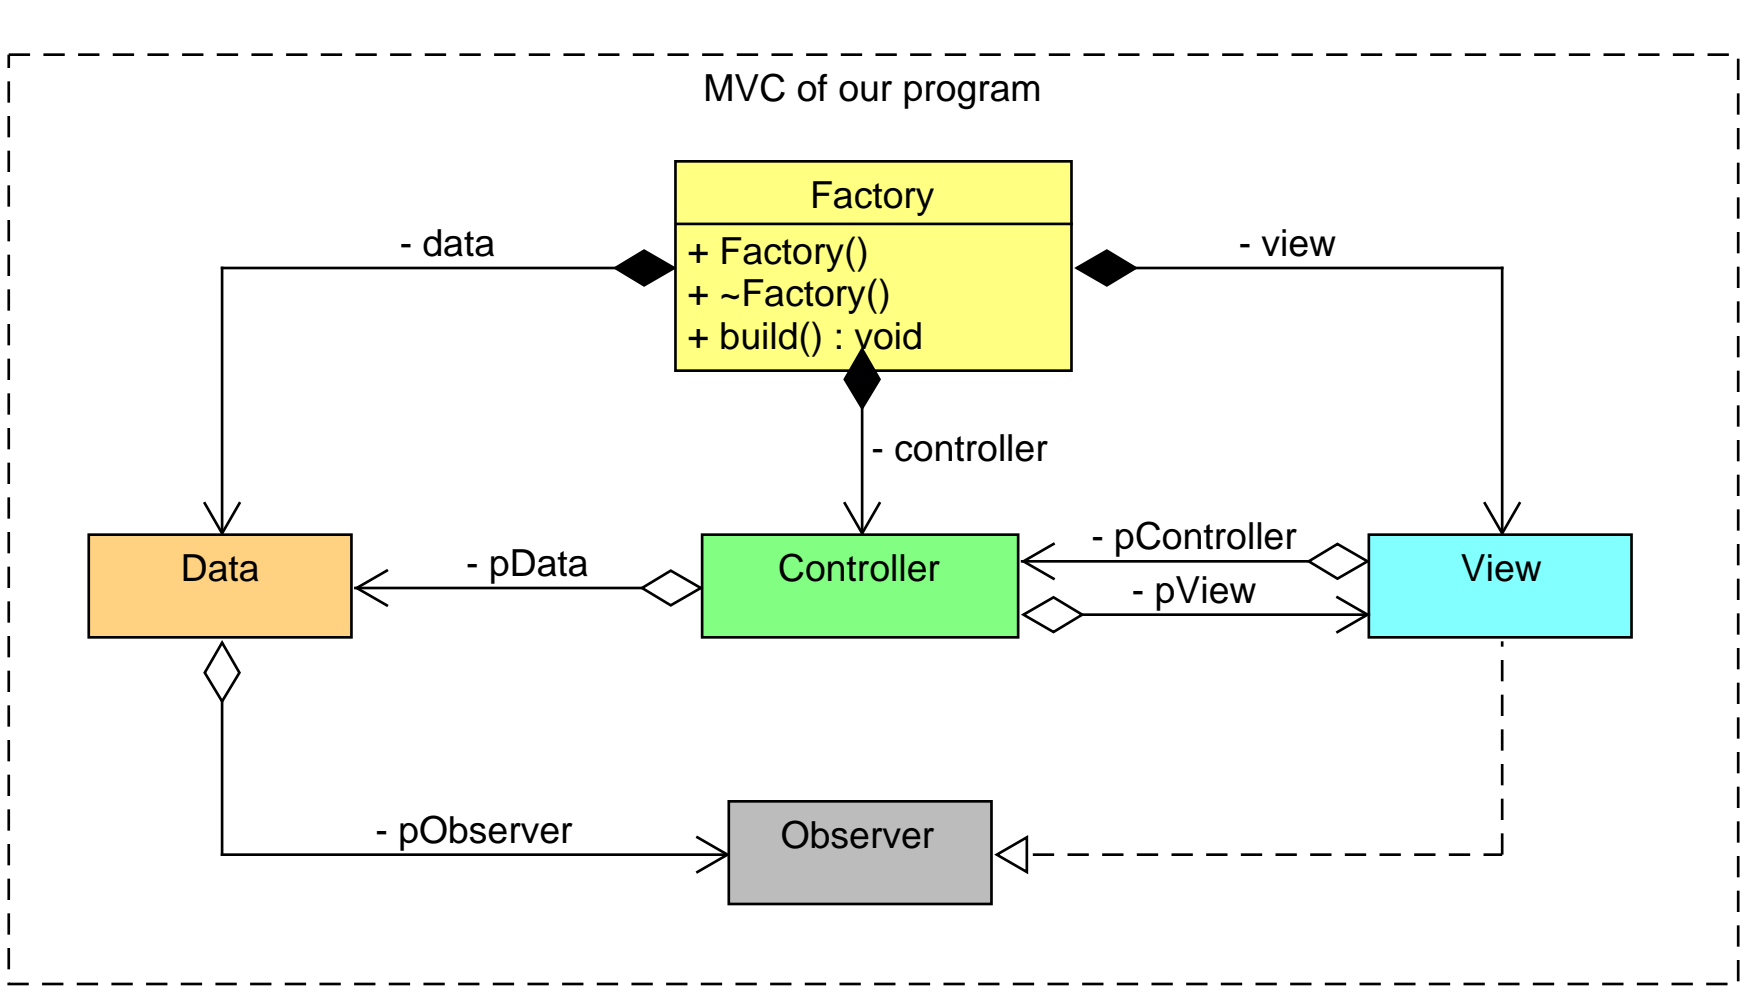 MVC of our program
Factory
+ Factory()
+ ~Factory()
+ build() : void
- data
- view
- controller
- pController
- pData
- pView
Data
Controller
View
- pObserver
Observer